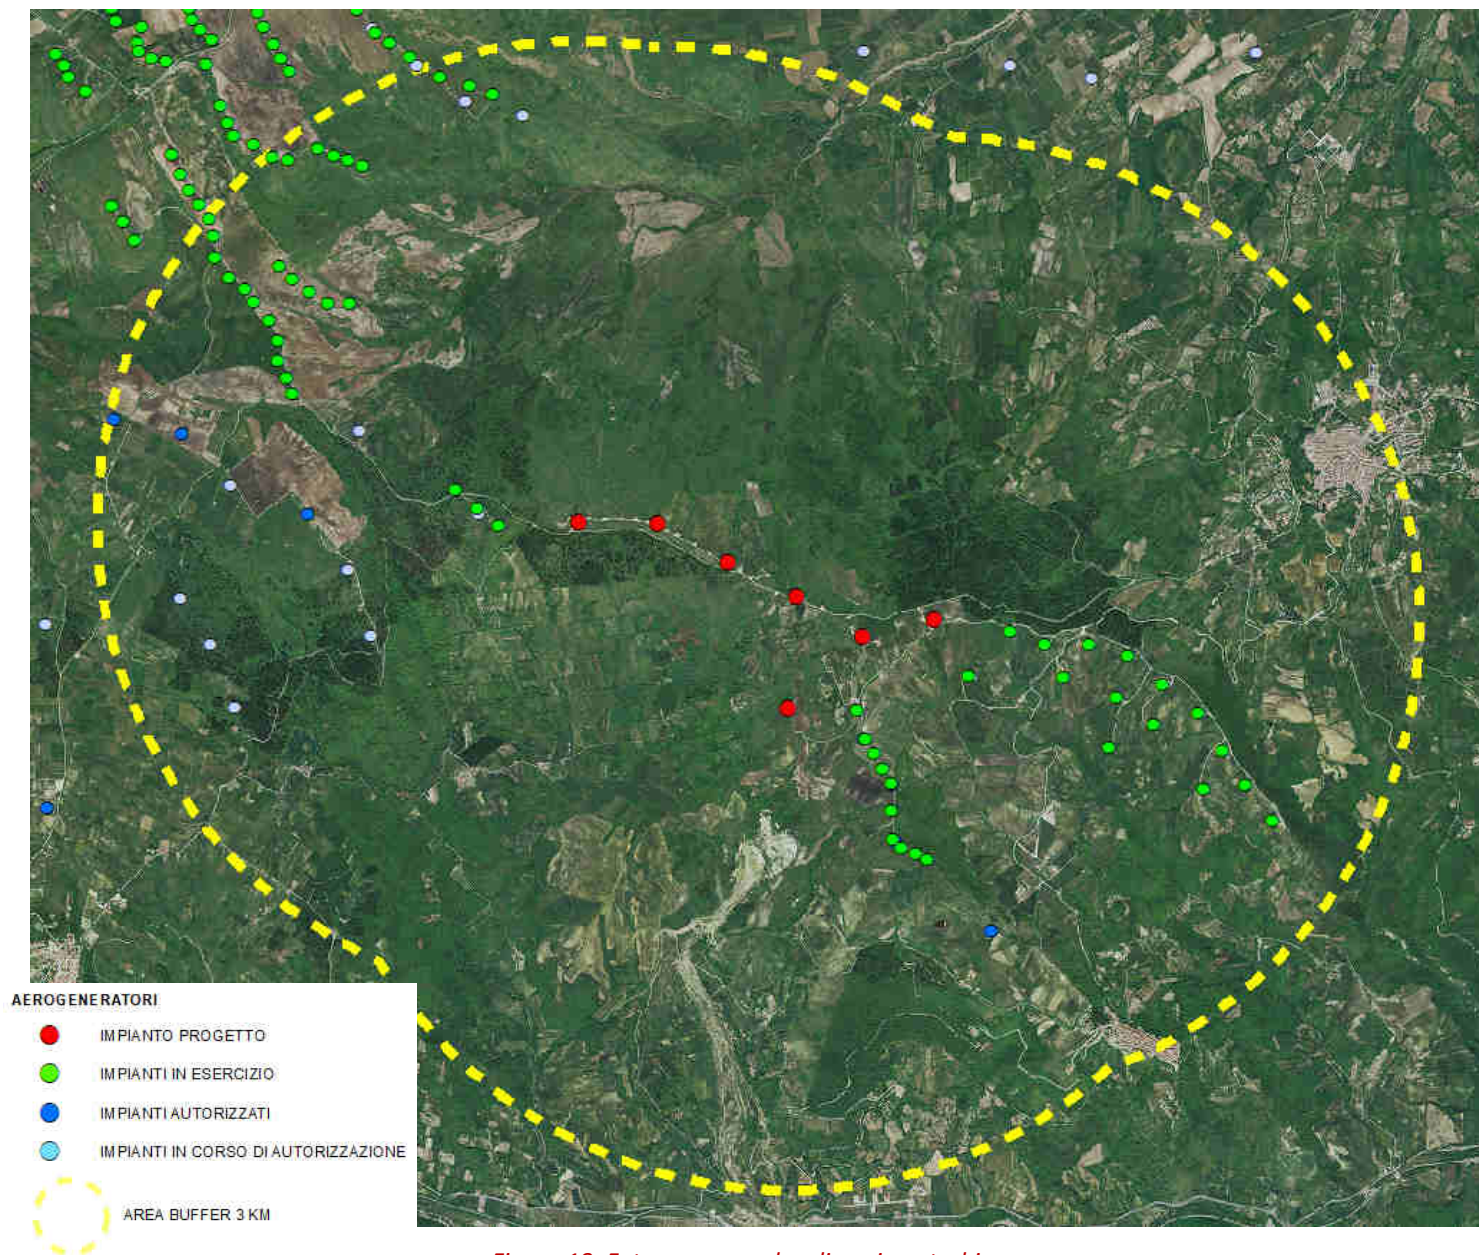 AEROGENERATORI
IMPIANTO PROGETTO
IMPIANTI IN ESERCIZIO
IMPIANTI AUTORIZZATI
IMPIANTI IN CORSO DI AUTORIZZAZIONE
AREA BUFFER 3 KM